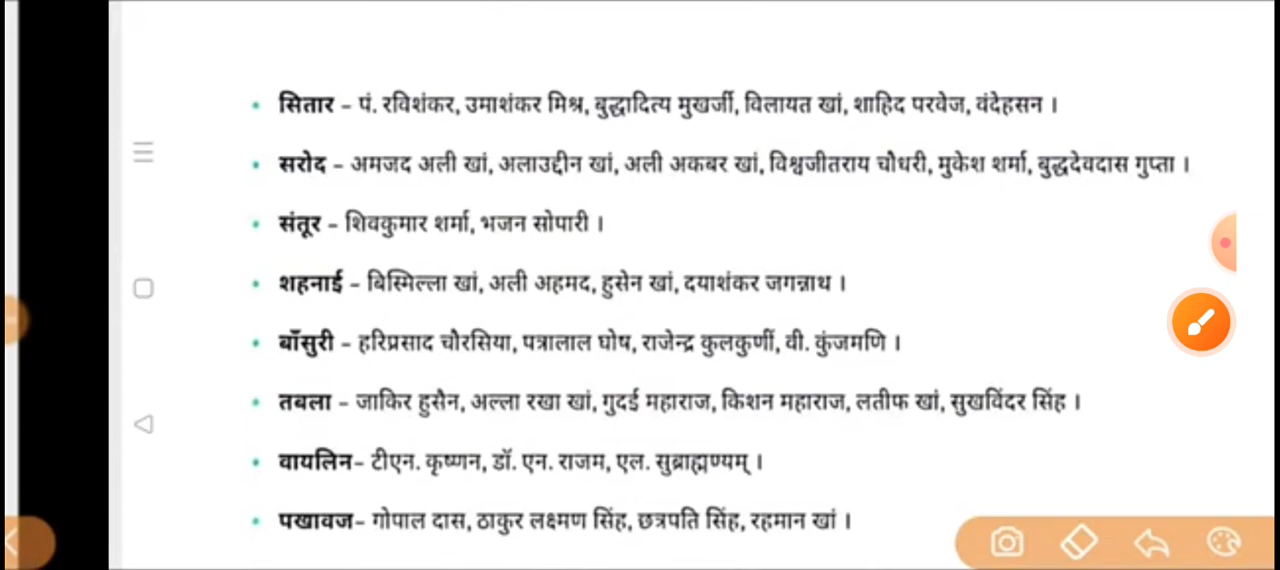 • सितार – पं. रविशंकर, उमाशंकर मिश्र, बुद्धादित्य मुखर्जी, विलायत खां, शाहिद परवेज, वंदेहसन ।
• सरोद – अमजद अली खां, अलाउद्दीन खां, अली अकबर खां, विश्वजीतराय चौधरी, मुकेश शर्मा, बुद्धदेवदास गुप्ता ।
• संतूर – शिवकुमार शर्मा, भजन सोपारी ।
• शहनाई – बिस्मिल्ला खां, अली अहमद, हुसेन खां, दयाशंकर जगन्नाथ ।
• बाँसुरी – हरिप्रसाद चौरसिया, पत्रालाल घोष, राजेन्द्र कुलकुर्णी, वी. कुंजमणि ।
• तबला – जाकिर हुसैन, अल्ला रखा खां, गुदई महाराज, किशन महाराज, लतीफ खां, सुखविंदर सिंह ।
• वायलिन– टीएन. कृष्णन, डॉ. एन. राजम, एल. सुब्राह्मण्यम् ।
• पखावज– गोपाल दास, ठाकुर लक्ष्मण सिंह, छत्रपति सिंह, रहमान खां ।